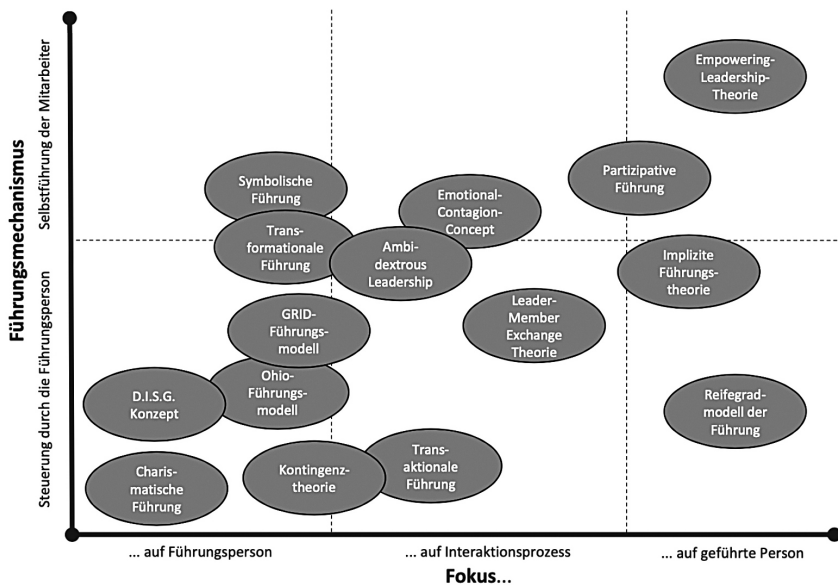 Führungsmechanismus
Selbstführung der Mitarbeiter
Steuerung durch die Führungsperson
Empowering-
Leadership-
Theorie
Symbolische
Führung
Emotional-
Contagion-
Concept
Partizipative
Führung
Trans-
formationale
Führung
Ambi-
dextrous
Leadership
Implizite
Führungs-
theorie
GRID-
Führungs-
modell
Leader-
Member
Exchange
Theorie
D.I.S.G.
Konzept
Ohio-
Führungs-
modell
Reifegrad-
modell der
Führung
Charis-
matische
Führung
Kontingenz-
theorie
Trans-
aktionale
Führung
... auf Führungsperson
... auf Interaktionsprozess
... auf geführte Person
Fokus...